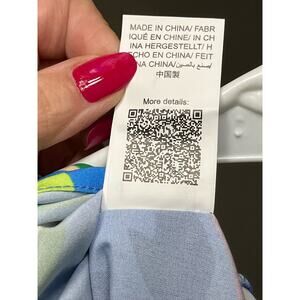 MADE IN CHINA/ FABR
IQUÉ EN CHINE/ IN CH
INA HERGESTELLT/ H
ECHO EN CHINA/ FEIT
O NA CHINA/صنع بالصين/
中国製
More details: